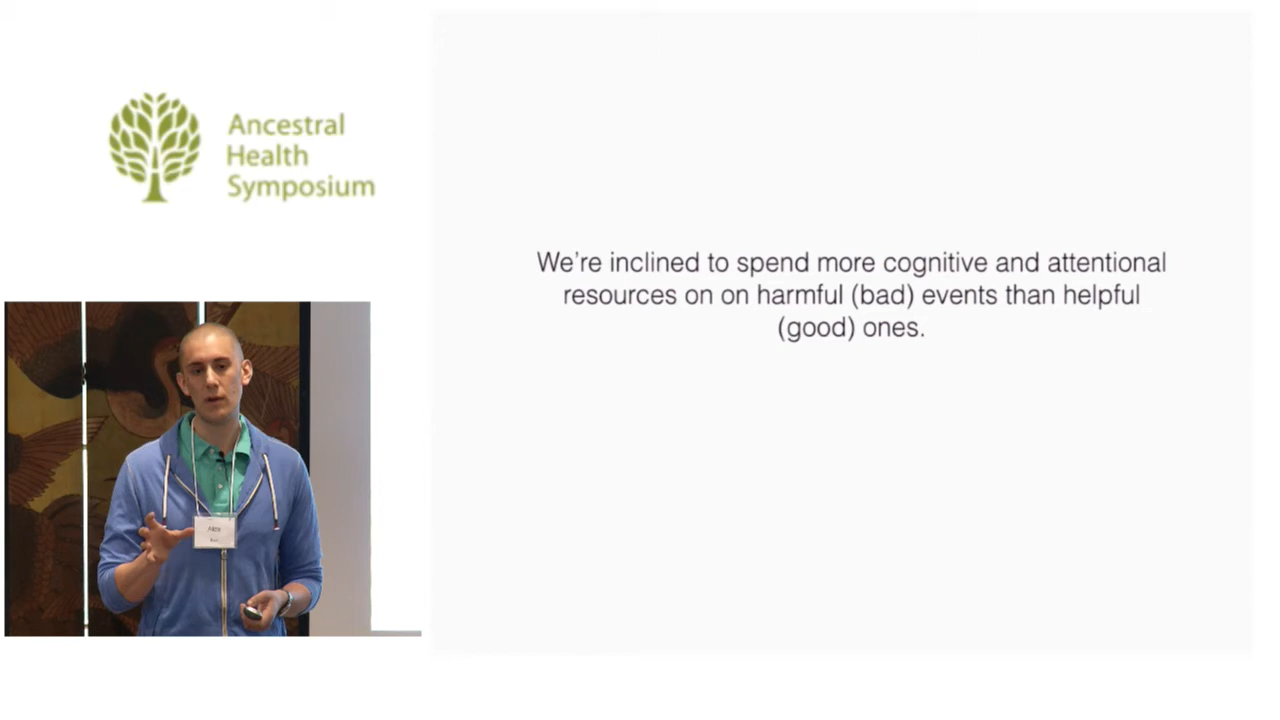 Ancestral
Health
Symposium
We're inclined to spend more cognitive and attentional
resources on on harmful (bad) events than helpful
(good) ones.
Alex